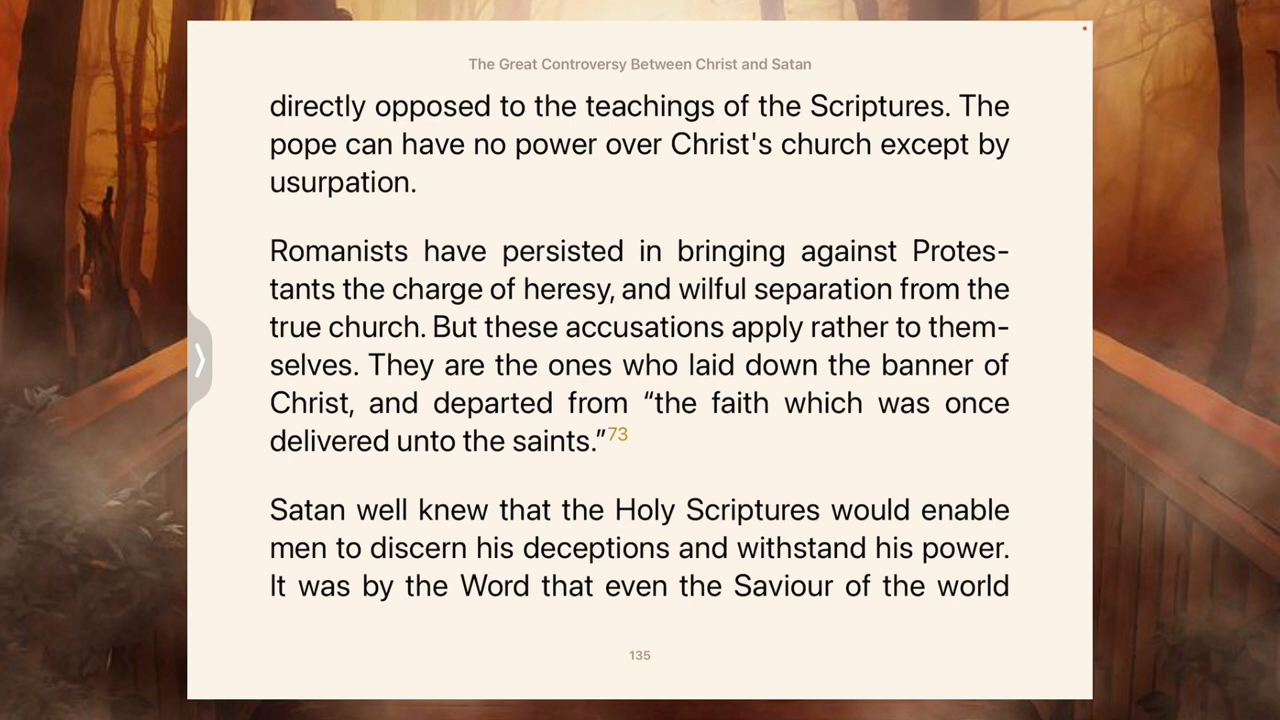 The Great Controversy Between Christ and Satan
directly opposed to the teachings of the Scriptures. The
pope can have no power over Christ's church except by
usurpation.
Romanists have persisted in bringing against Protes-
tants the charge of heresy, and wilful separation from the
true church. But these accusations apply rather to them-
selves. They are the ones who laid down the banner of
Christ, and departed from “the faith which was once
delivered unto the saints.”73
Satan well knew that the Holy Scriptures would enable
men to discern his deceptions and withstand his power.
It was by the Word that even the Saviour of the world
135